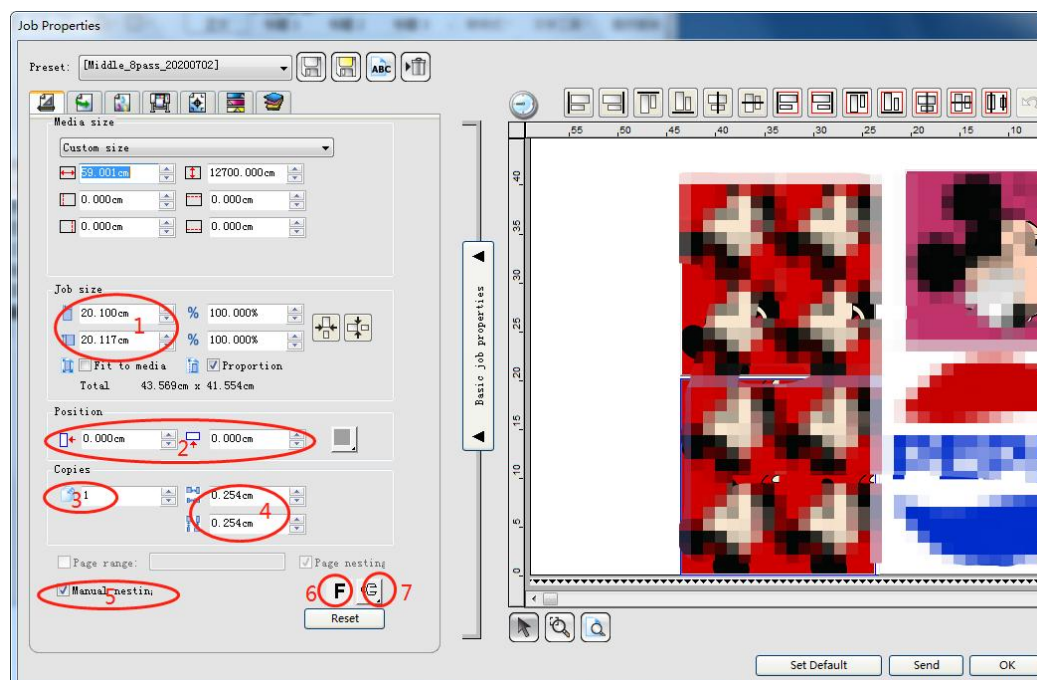 Job Properties
Preset: [Middle_8pass_20200702]
ABC
Media size
Custom size
59.001cm 12700.000cm
0.000cm 0.000cm
0.000cm 0.000cm
Job size
20.100cm % 100.000%
1
20.117cm % 100.000%
Fit to media Proportion
Total 43.569cm x 41.554cm
Position
0.000cm 2 0.000cm
Copies
3 1 0.254cm
4
0.254cm
Page range: Page nesting
Manual nestin
5 6 F G 7
Reset
Basic job properties
55 50 45 40 35 30 25 20 15 10
40
35
30
25
20
15
10
5
0
Set Default Send OK